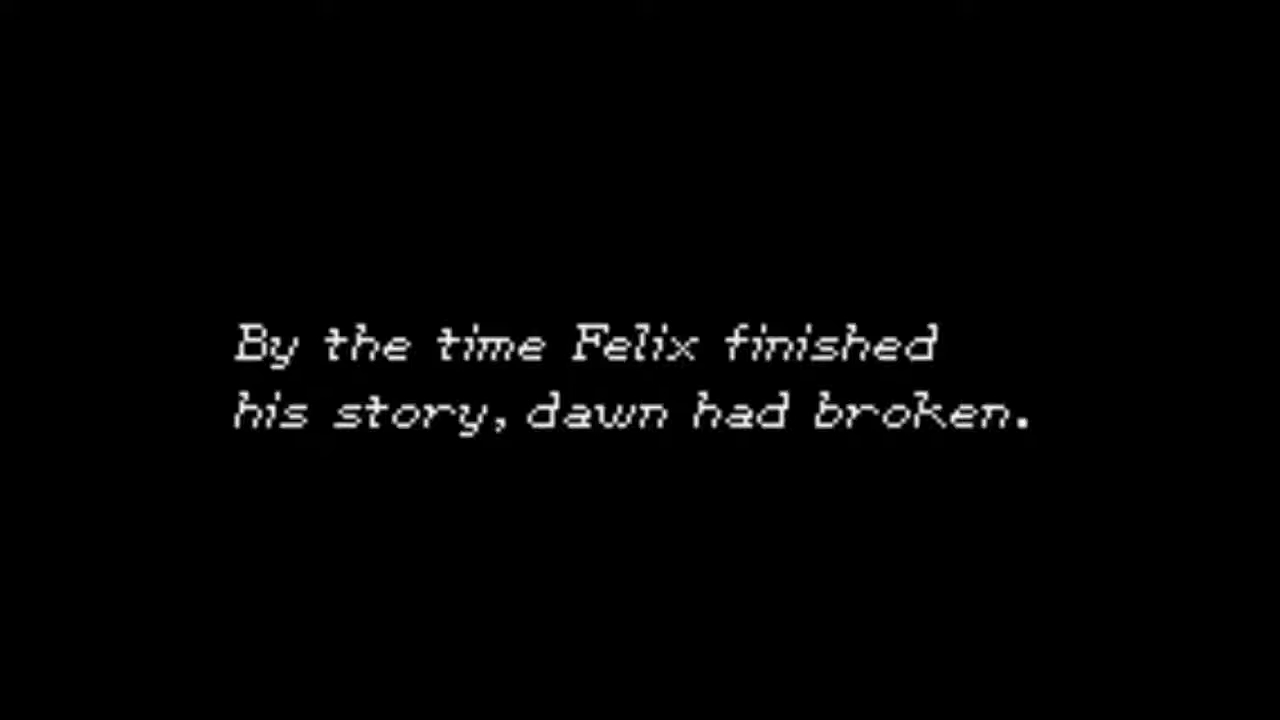 By the time Felix finished
his story, dawn had broken.